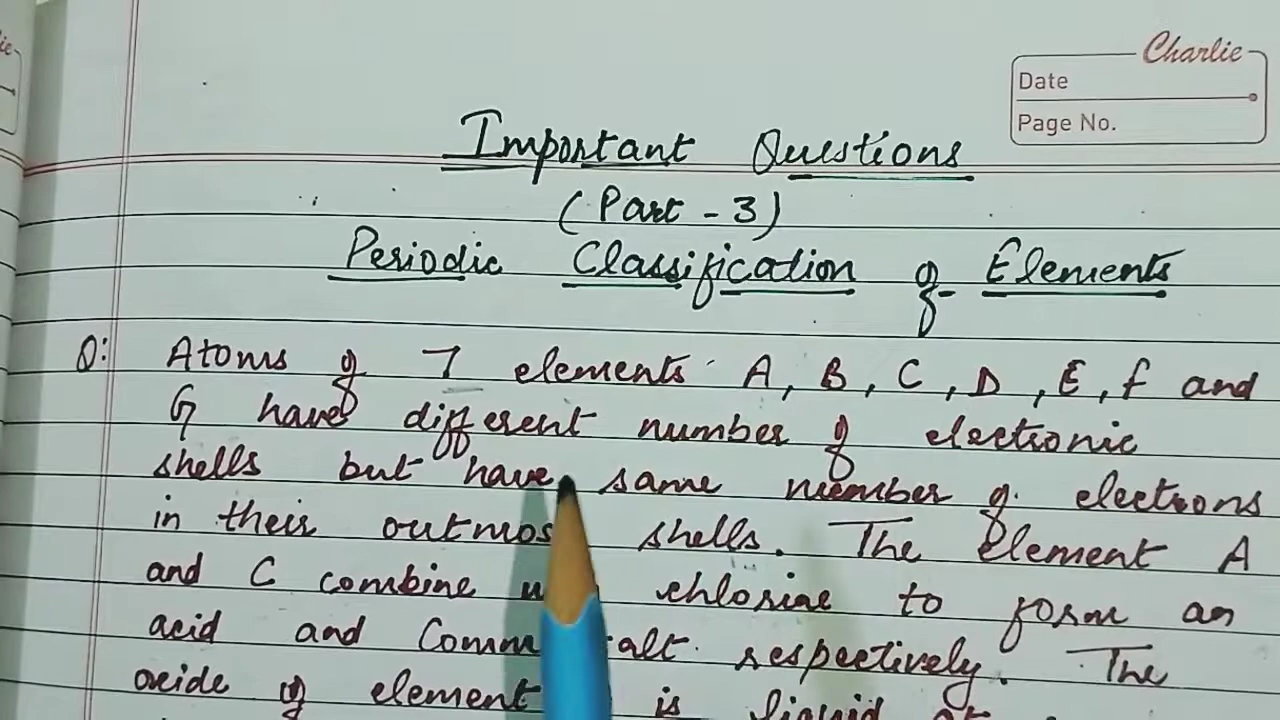 Charlie
Date
Page No.
Important Questions
(Part - 3)
Periodic Classification of Elements
Q: Atoms of 7 elements A, B, C, D, E, F and
G have different number of electronic
shells but have same number of electrons
in their outmos shells. The Element A
and C combine chlorine to form an
acid and Comm salt respectively. The
oxide of element is liquid at